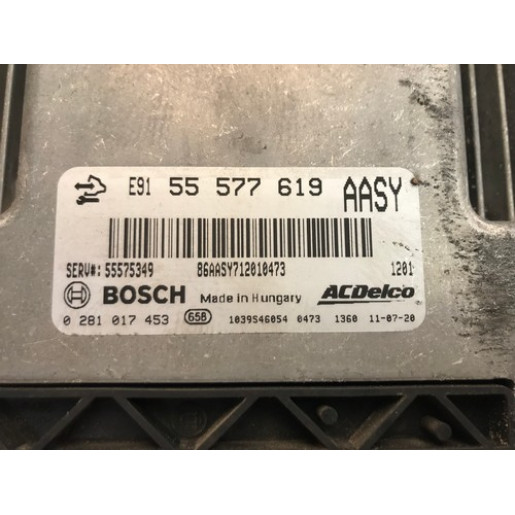 E91 55 577 619 AASY
SERV#: 55575349 86AASY712010473 1201
BOSCH Made in Hungary ACDelco
0 281 017 453 658 1039S46054 0473 1360 11-07-20